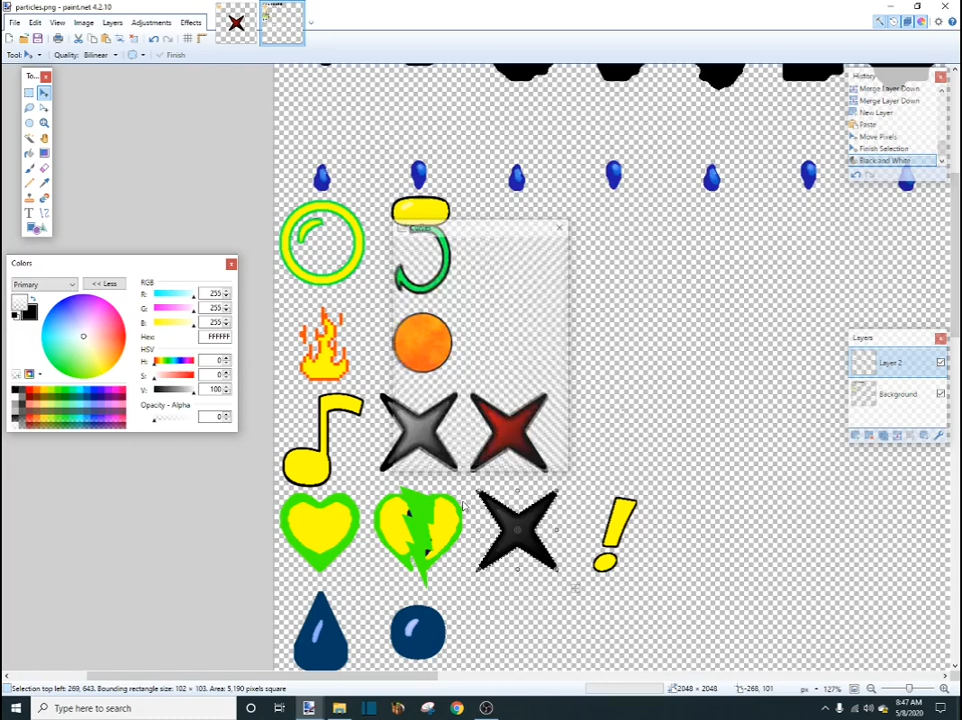 particles.png - paint.net 4.2.10
File Edit View Image Layers Adjustments Effects
Tool: Quality: Bilinear Finish
To...
History
Merge Layer Down
Merge Layer Down
New Layer
Paste
Move Pixels
Finish Selection
Black and White
Colors
Primary << Less
RGB
R: 255
G: 255
B: 255
Hex: FFFFFF
HSV
H: 0
S: 0
V: 100
Opacity - Alpha
0
Layers
Layer 2
Background
Selection top left: 269, 643. Bounding rectangle size: 102 × 103. Area: 5,190 pixels square
2048 × 2048
-268, 101
px
127%
Type here to search
8:47 AM
5/8/2020